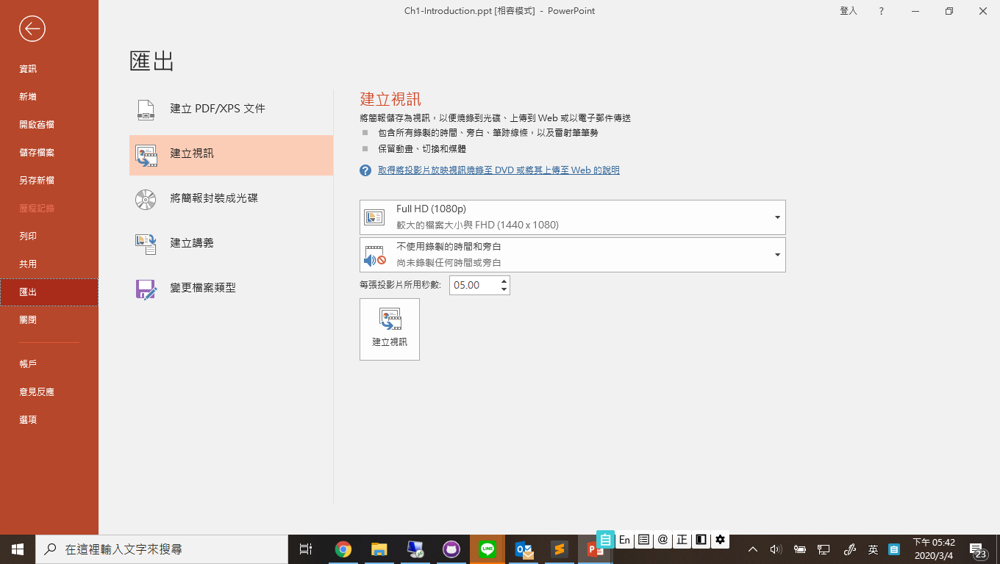 Ch1-Introduction.ppt [相容模式] - PowerPoint
登入
?
資訊
新增
開啟舊檔
儲存檔案
另存新檔
歷程記錄
列印
共用
匯出
關閉
帳戶
意見反應
選項
匯出
建立 PDF/XPS 文件
建立視訊
將簡報封裝成光碟
建立講義
變更檔案類型
建立視訊
將簡報儲存為視訊，以便燒錄到光碟、上傳到 Web 或以電子郵件傳送
包含所有錄製的時間、旁白、筆跡線條，以及雷射筆筆勢
保留動畫、切換和媒體
取得將投影片放映視訊燒錄至 DVD 或將其上傳至 Web 的說明
Full HD (1080p)
較大的檔案大小與 FHD (1440 x 1080)
不使用錄製的時間和旁白
尚未錄製任何時間或旁白
每張投影片所用秒數: 05.00
建立視訊
在這裡輸入文字來搜尋
LINE
自 En @ 正
英
下午 05:42
2020/3/4
23